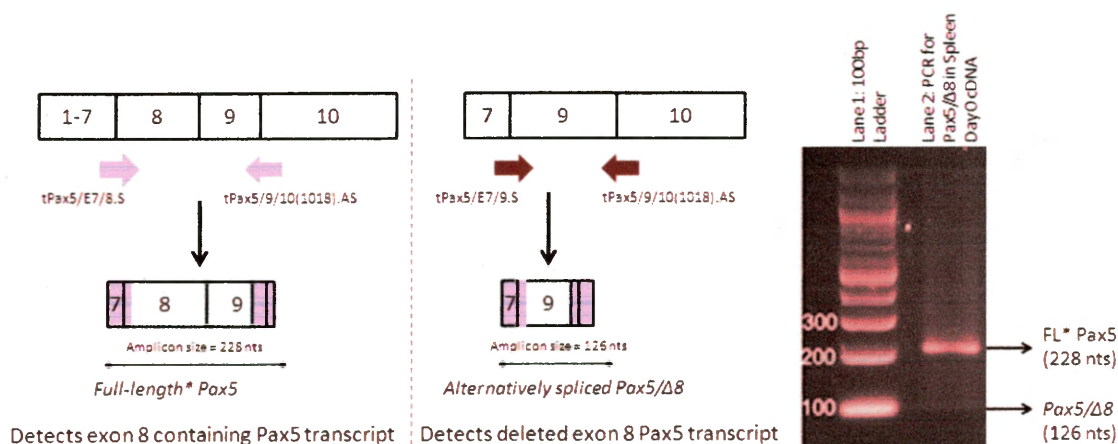 1-7 8 9 10
tPax5/E7/8.S tPax5/9/10(1018).AS
7 8 9
Amplicon size = 228 nts
Full-length* Pax5
Detects exon 8 containing Pax5 transcript
7 9 10
tPax5/E7/9.S tPax5/9/10(1018).AS
7 9
Amplicon size = 126 nts
Alternatively spliced Pax5/Δ8
Detects deleted exon 8 Pax5 transcript
Lane 1: 100bp
Ladder
Lane 2: PCR for
Pax5/Δ8 in Spleen
Day0 cDNA
300
200
100
FL* Pax5
(228 nts)
Pax5/Δ8
(126 nts)